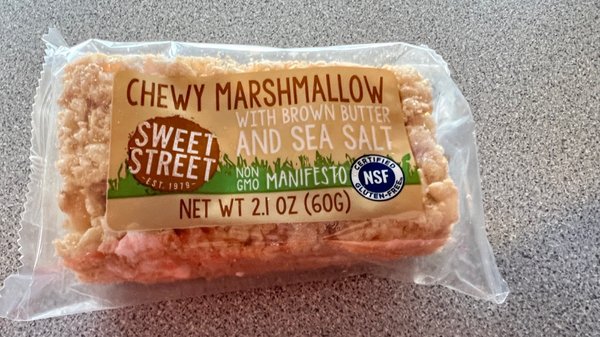 CHEWY MARSHMALLOW
WITH BROWN BUTTER
AND SEA SALT
SWEET
STREET
EST. 1979
NON
GMO
MANIFESTO
CERTIFIED
NSF
GLUTEN-FREE
NET WT 2.1 OZ (60G)